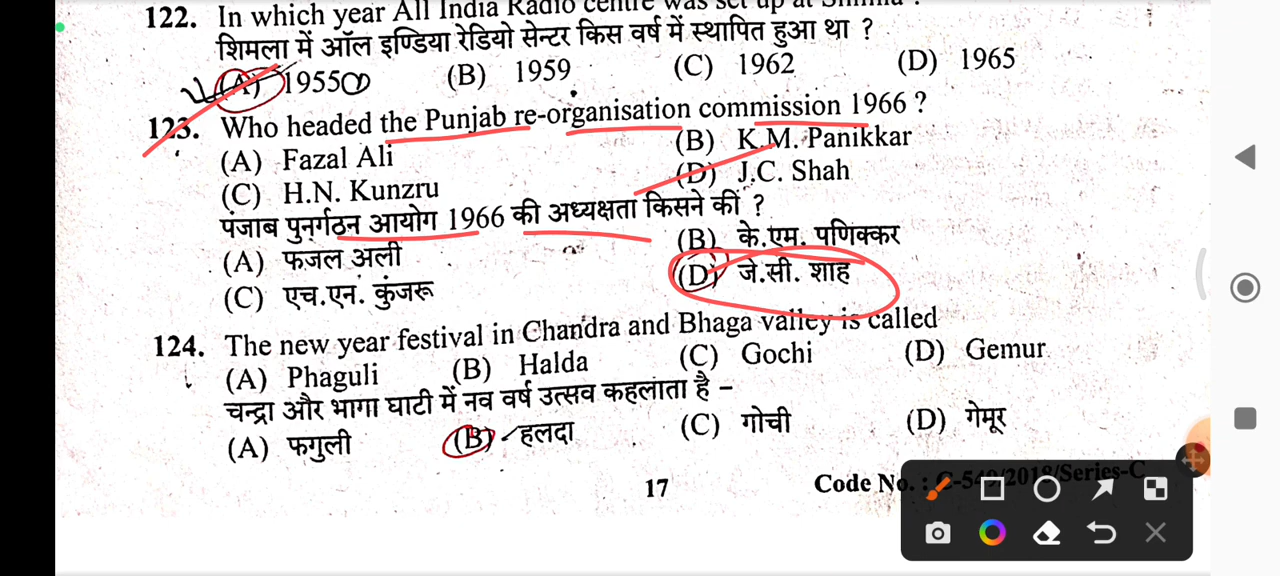 122. In which year All India Radio centre was set up at
शिमला में ऑल इण्डिया रेडियो सेन्टर किस वर्ष में स्थापित हुआ था ?
(A) 1955 (B) 1959 (C) 1962 (D) 1965
123. Who headed the Punjab re-organisation commission 1966 ?
(A) Fazal Ali (B) K.M. Panikkar
(C) H.N. Kunzru (D) J.C. Shah
पंजाब पुनर्गठन आयोग 1966 की अध्यक्षता किसने की ?
(A) फजल अली (B) के.एम. पणिक्कर
(C) एच.एन. कुंजरू (D) जे.सी. शाह
124. The new year festival in Chandra and Bhaga valley is called
(A) Phaguli (B) Halda (C) Gochi (D) Gemur
चन्द्रा और भागा घाटी में नव वर्ष उत्सव कहलाता है –
(A) फगुली (B) हलदा (C) गोची (D) गेमूर
17 Code No. : C-549/2018/Series-C